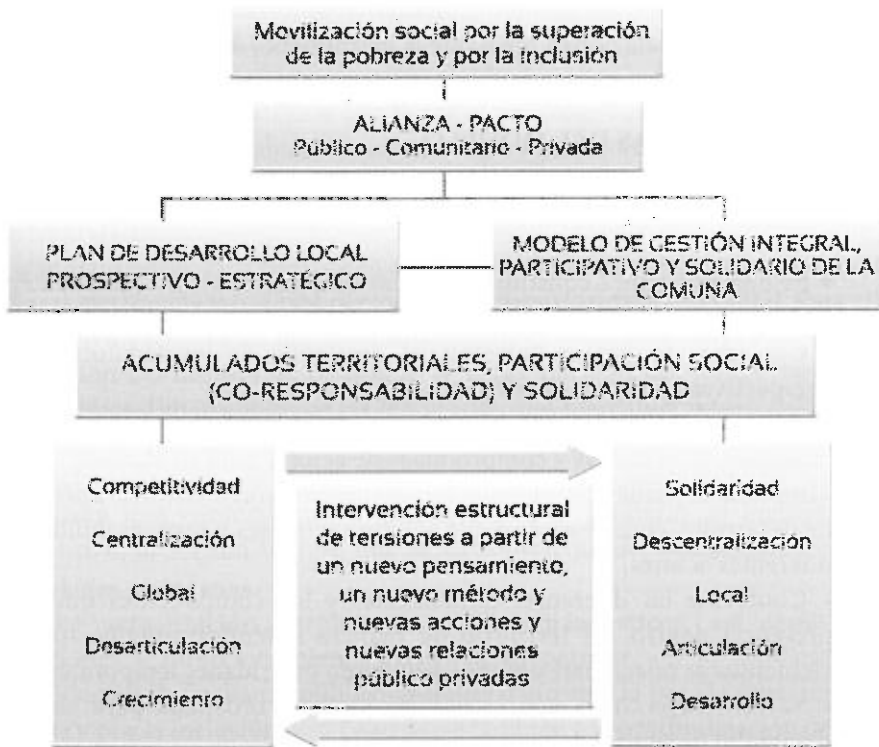 Movilización social por la superación
de la pobreza y por la inclusión
ALIANZA - PACTO
Público - Comunitario - Privada
PLAN DE DESARROLLO LOCAL
PROSPECTIVO - ESTRATÉGICO
MODELO DE GESTIÓN INTEGRAL,
PARTICIPATIVO Y SOLIDARIO DE LA
COMUNA
ACUMULADOS TERRITORIALES, PARTICIPACIÓN SOCIAL
(CO-RESPONSABILIDAD) Y SOLIDARIDAD
Competitividad
Centralización
Global
Desarticulación
Crecimienro
Intervención estructural
de tensiones a partir de
un nuevo pensamiento,
un nuevo método y
nuevas acciones y
nuevas relaciones
público privadas
Solidaridad
Descentralización
Local
Articulación
Desarrollo